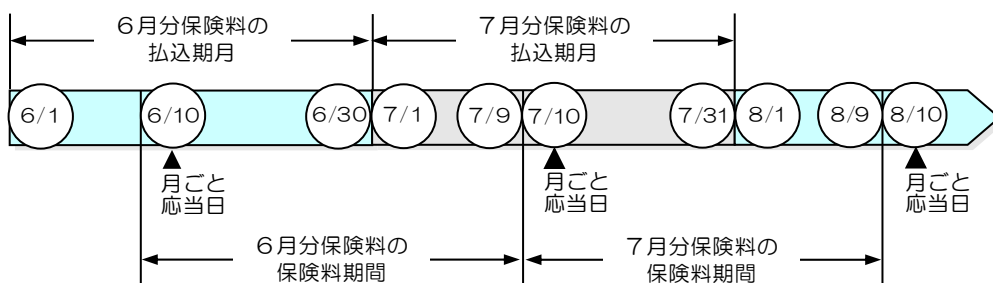 ６月分保険料の
払込期月
７月分保険料の
払込期月
6/1
6/10
6/30
7/1
7/9
7/10
7/31
8/1
8/9
8/10
月ごと
応当日
月ごと
応当日
月ごと
応当日
６月分保険料の
保険料期間
７月分保険料の
保険料期間